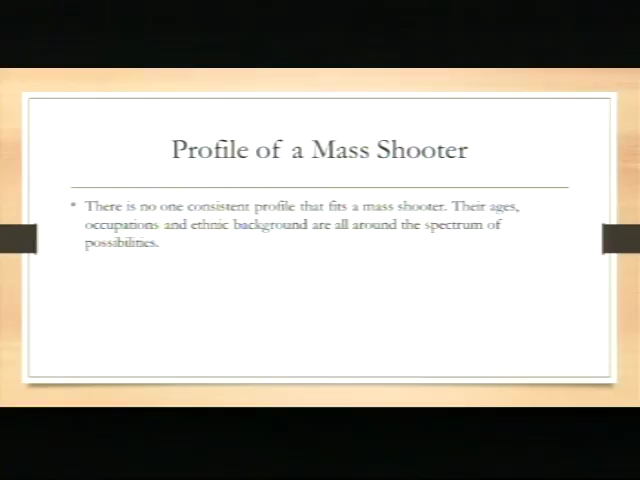 Profile of a Mass Shooter
• There is no one consistent profile that fits a mass shooter. Their ages,
occupations and ethnic background are all around the spectrum of
possibilities.